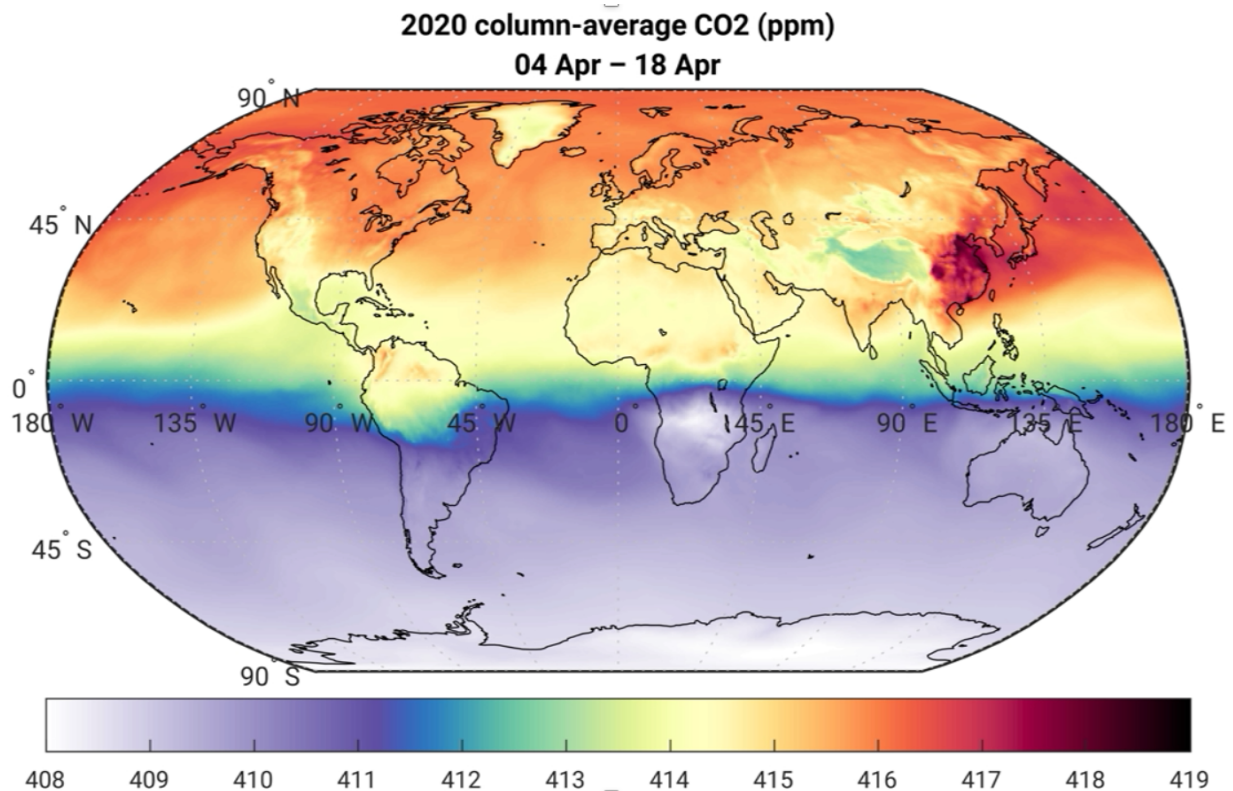 2020 column-average CO2 (ppm)
04 Apr – 18 Apr
90° N
45° N
0°
180° W 135° W 90° W 45° W 0° 45° E 90° E 135° E 180° E
45° S
90° S
408 409 410 411 412 413 414 415 416 417 418 419